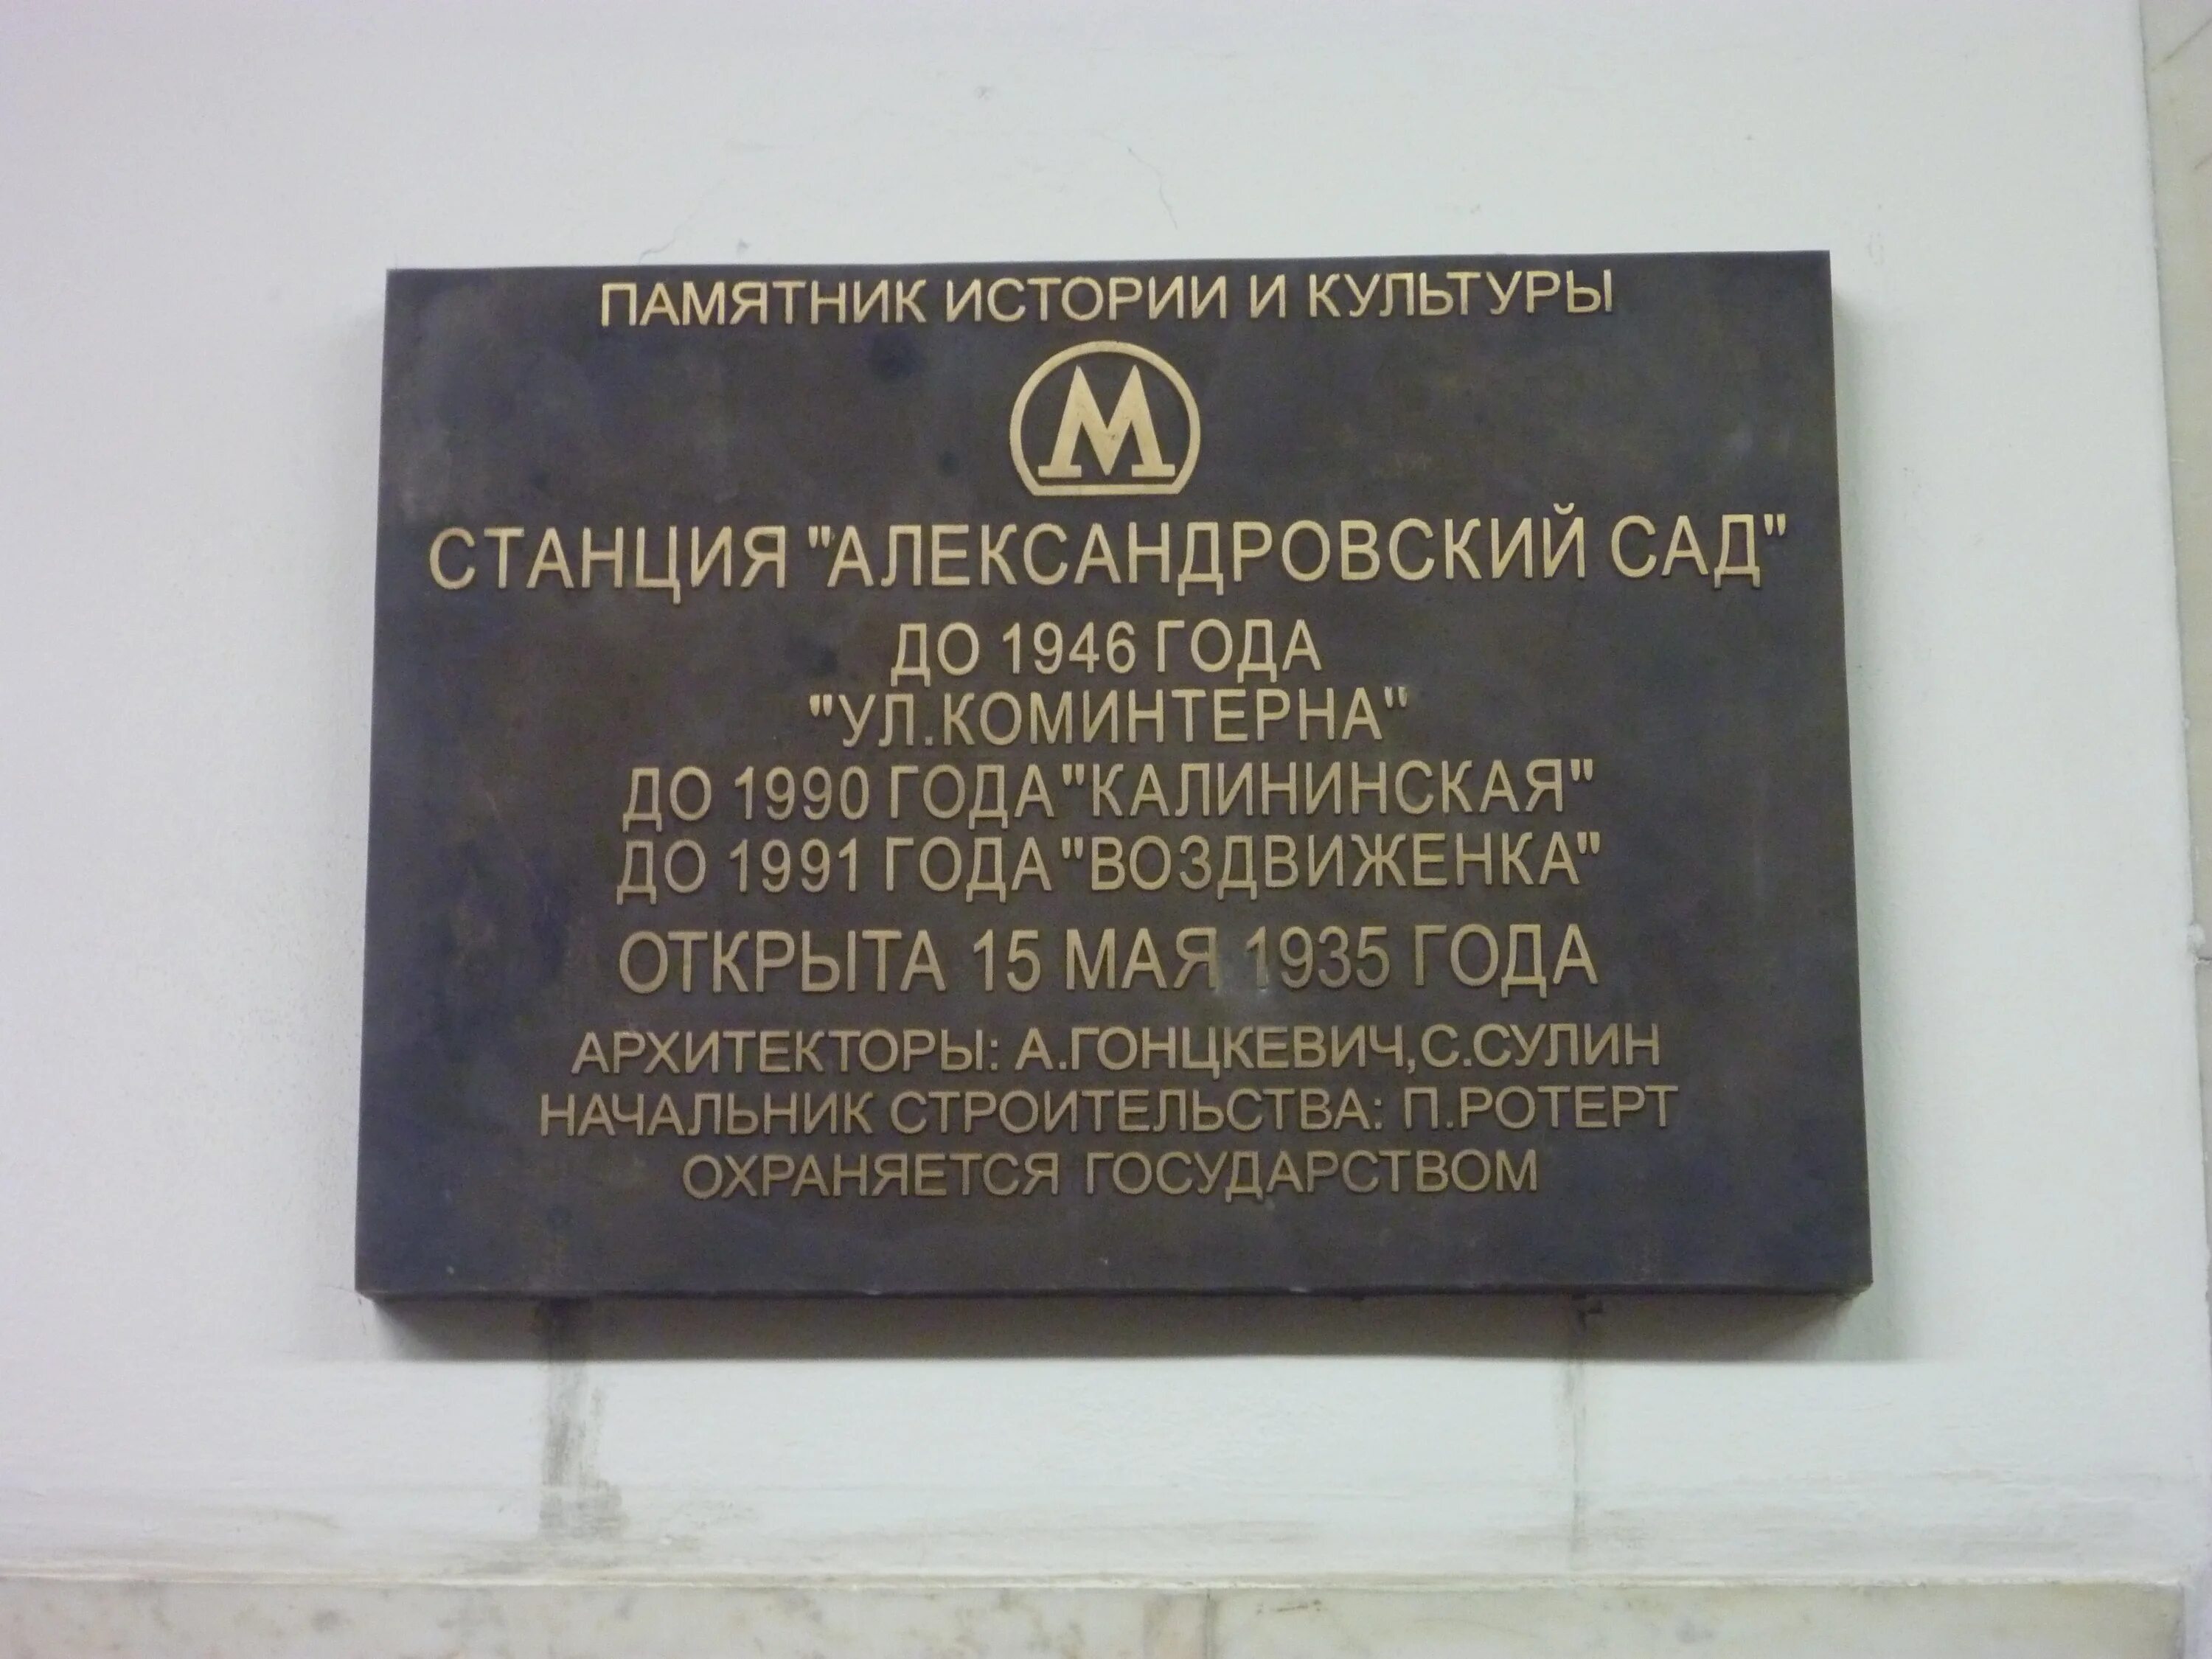 ПАМЯТНИК ИСТОРИИ И КУЛЬТУРЫ
М
СТАНЦИЯ "АЛЕКСАНДРОВСКИЙ САД"
ДО 1946 ГОДА
"УЛ.КОМИНТЕРНА"
ДО 1990 ГОДА "КАЛИНИНСКАЯ"
ДО 1991 ГОДА "ВОЗДВИЖЕНКА"
ОТКРЫТА 15 МАЯ 1935 ГОДА
АРХИТЕКТОРЫ: А.ГОНЦКЕВИЧ,С.СУЛИН
НАЧАЛЬНИК СТРОИТЕЛЬСТВА: П.РОТЕРТ
ОХРАНЯЕТСЯ ГОСУДАРСТВОМ